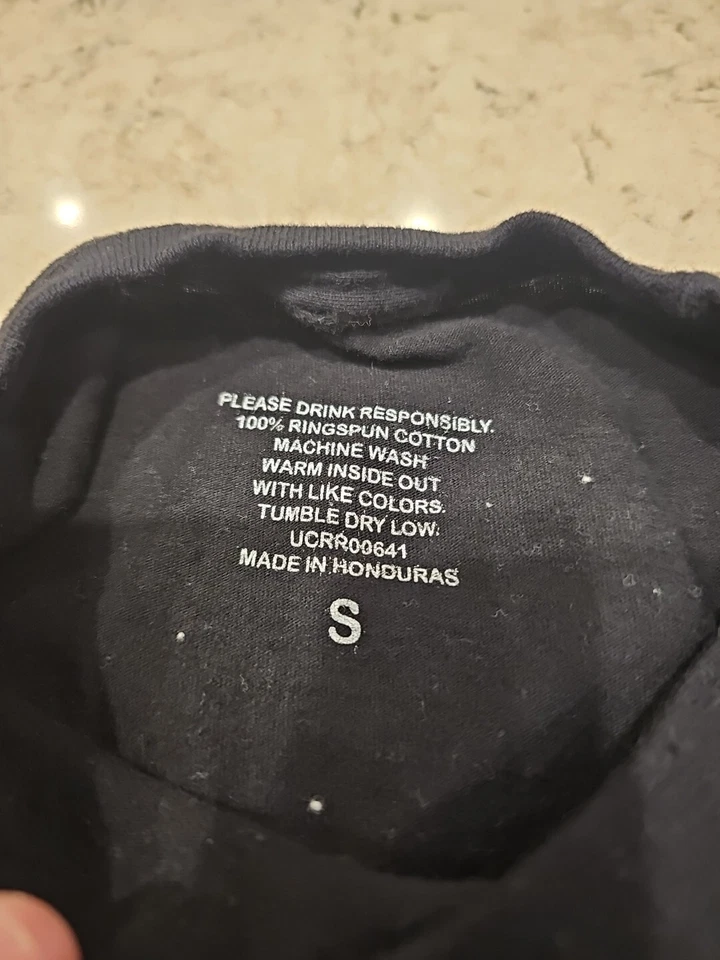 PLEASE DRINK RESPONSIBLY.
100% RINGSPUN COTTON
MACHINE WASH
WARM INSIDE OUT
WITH LIKE COLORS.
TUMBLE DRY LOW.
UCRR00641
MADE IN HONDURAS
S